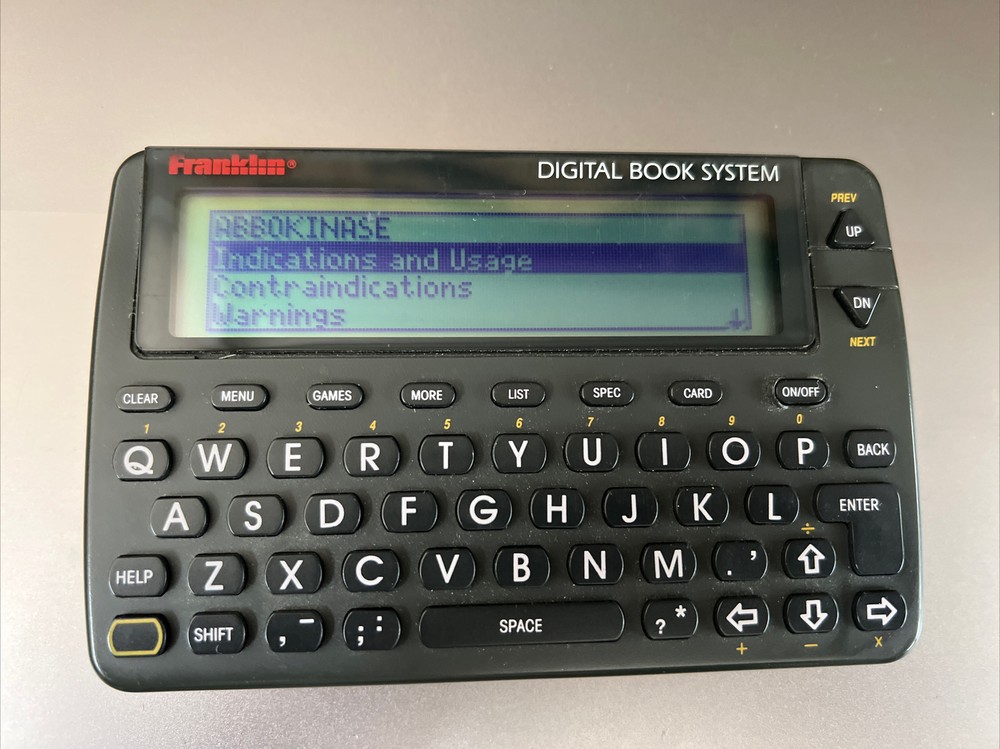 Franklin® DIGITAL BOOK SYSTEM
PREV
UP
ABBOKINASE
Indications and Usage
Contraindications
Warnings
DN
NEXT
CLEAR MENU GAMES MORE LIST SPEC CARD ON/OFF
1 2 3 4 5 6 7 8 9 0
Q W E R T Y U I O P BACK
A S D F G H J K L ENTER
÷
HELP Z X C V B N M . ’
SHIFT , - ; : SPACE ? *
+ – X